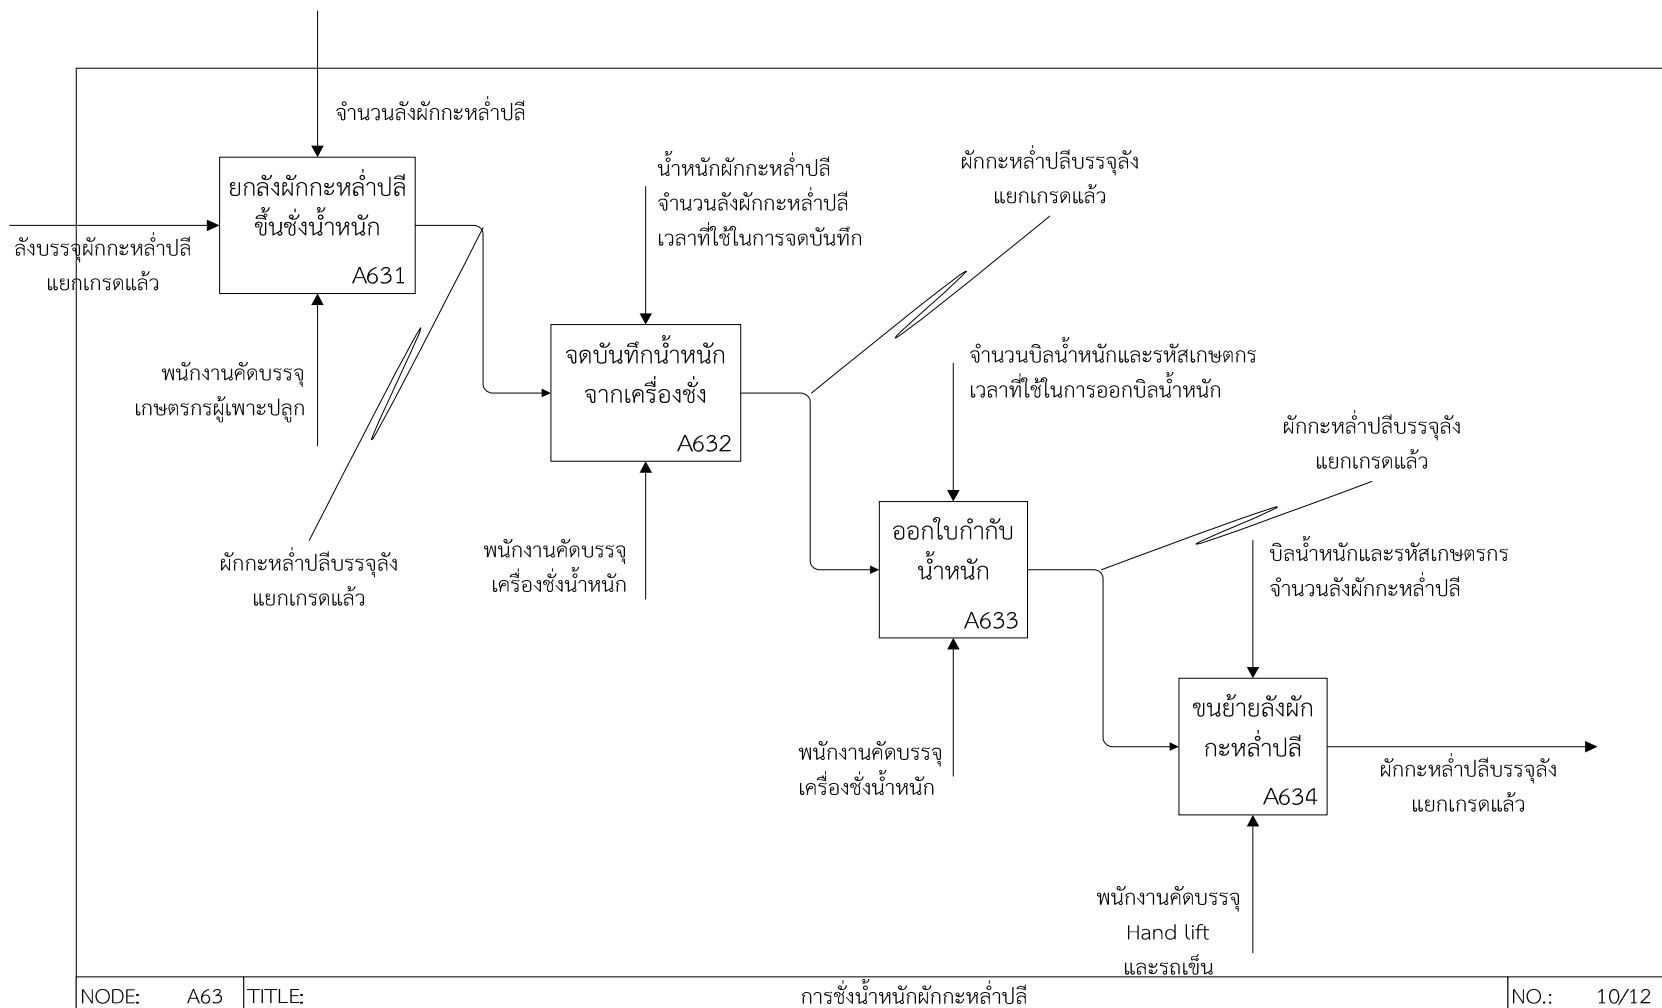 จำนวนลังผักกะหล่ำปลี
ยกลังผักกะหล่ำปลี
ขึ้นชั่งน้ำหนัก
A631
ลังบรรจุผักกะหล่ำปลี
แยกเกรดแล้ว
พนักงานคัดบรรจุ
เกษตรกรผู้เพาะปลูก
ผักกะหล่ำปลีบรรจุลัง
แยกเกรดแล้ว
น้ำหนักผักกะหล่ำปลี
จำนวนลังผักกะหล่ำปลี
เวลาที่ใช้ในการจดบันทึก
จดบันทึกน้ำหนัก
จากเครื่องชั่ง
A632
พนักงานคัดบรรจุ
เครื่องชั่งน้ำหนัก
ผักกะหล่ำปลีบรรจุลัง
แยกเกรดแล้ว
จำนวนบิลน้ำหนักและรหัสเกษตกร
เวลาที่ใช้ในการออกบิลน้ำหนัก
ออกใบกำกับ
น้ำหนัก
A633
พนักงานคัดบรรจุ
เครื่องชั่งน้ำหนัก
ผักกะหล่ำปลีบรรจุลัง
แยกเกรดแล้ว
บิลน้ำหนักและรหัสเกษตรกร
จำนวนลังผักกะหล่ำปลี
ขนย้ายลังผัก
กะหล่ำปลี
A634
ผักกะหล่ำปลีบรรจุลัง
แยกเกรดแล้ว
พนักงานคัดบรรจุ
Hand lift
และรถเข็น
NODE: A63 TITLE: การชั่งน้ำหนักผักกะหล่ำปลี NO.: 10/12